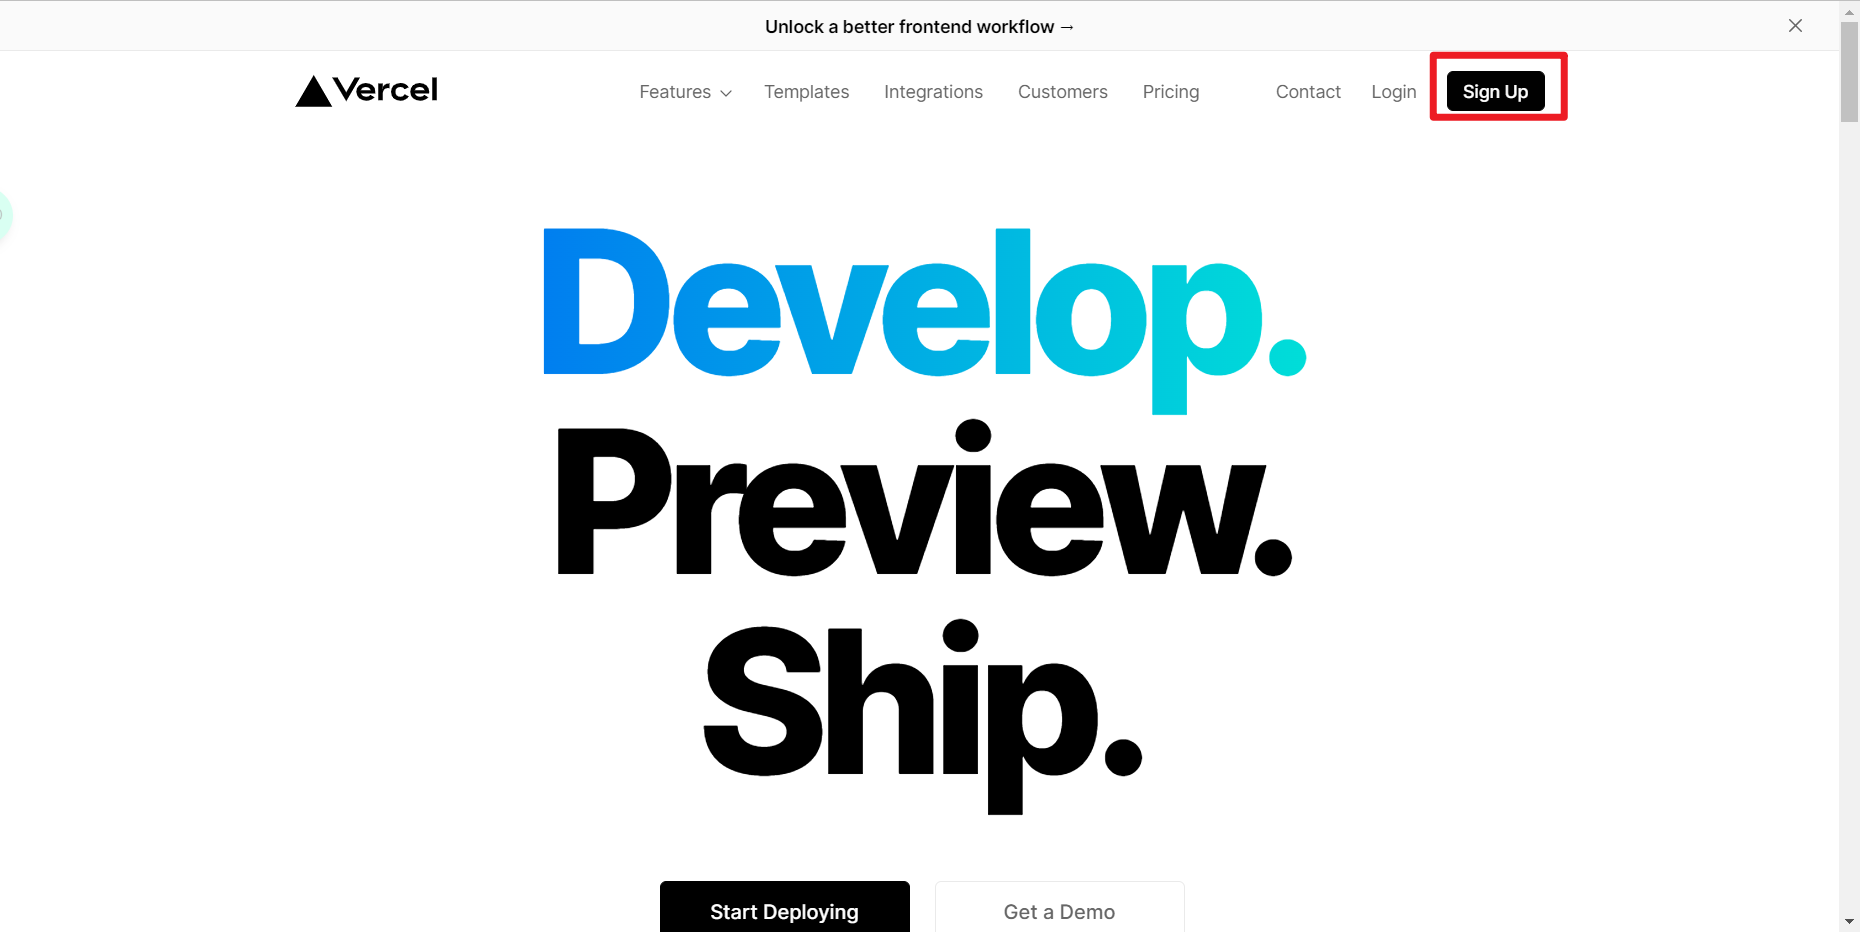 Unlock a better frontend workflow →
Vercel
Features
Templates
Integrations
Customers
Pricing
Contact
Login
Sign Up
Develop.
Preview.
Ship.
Start Deploying
Get a Demo